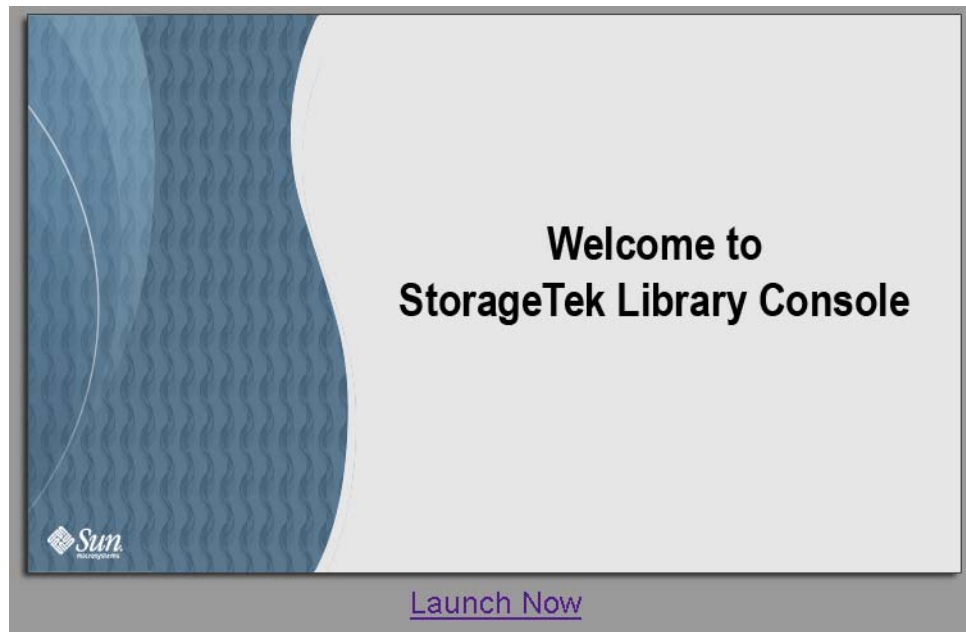 Welcome to
StorageTek Library Console
Sun
microsystems
Launch Now